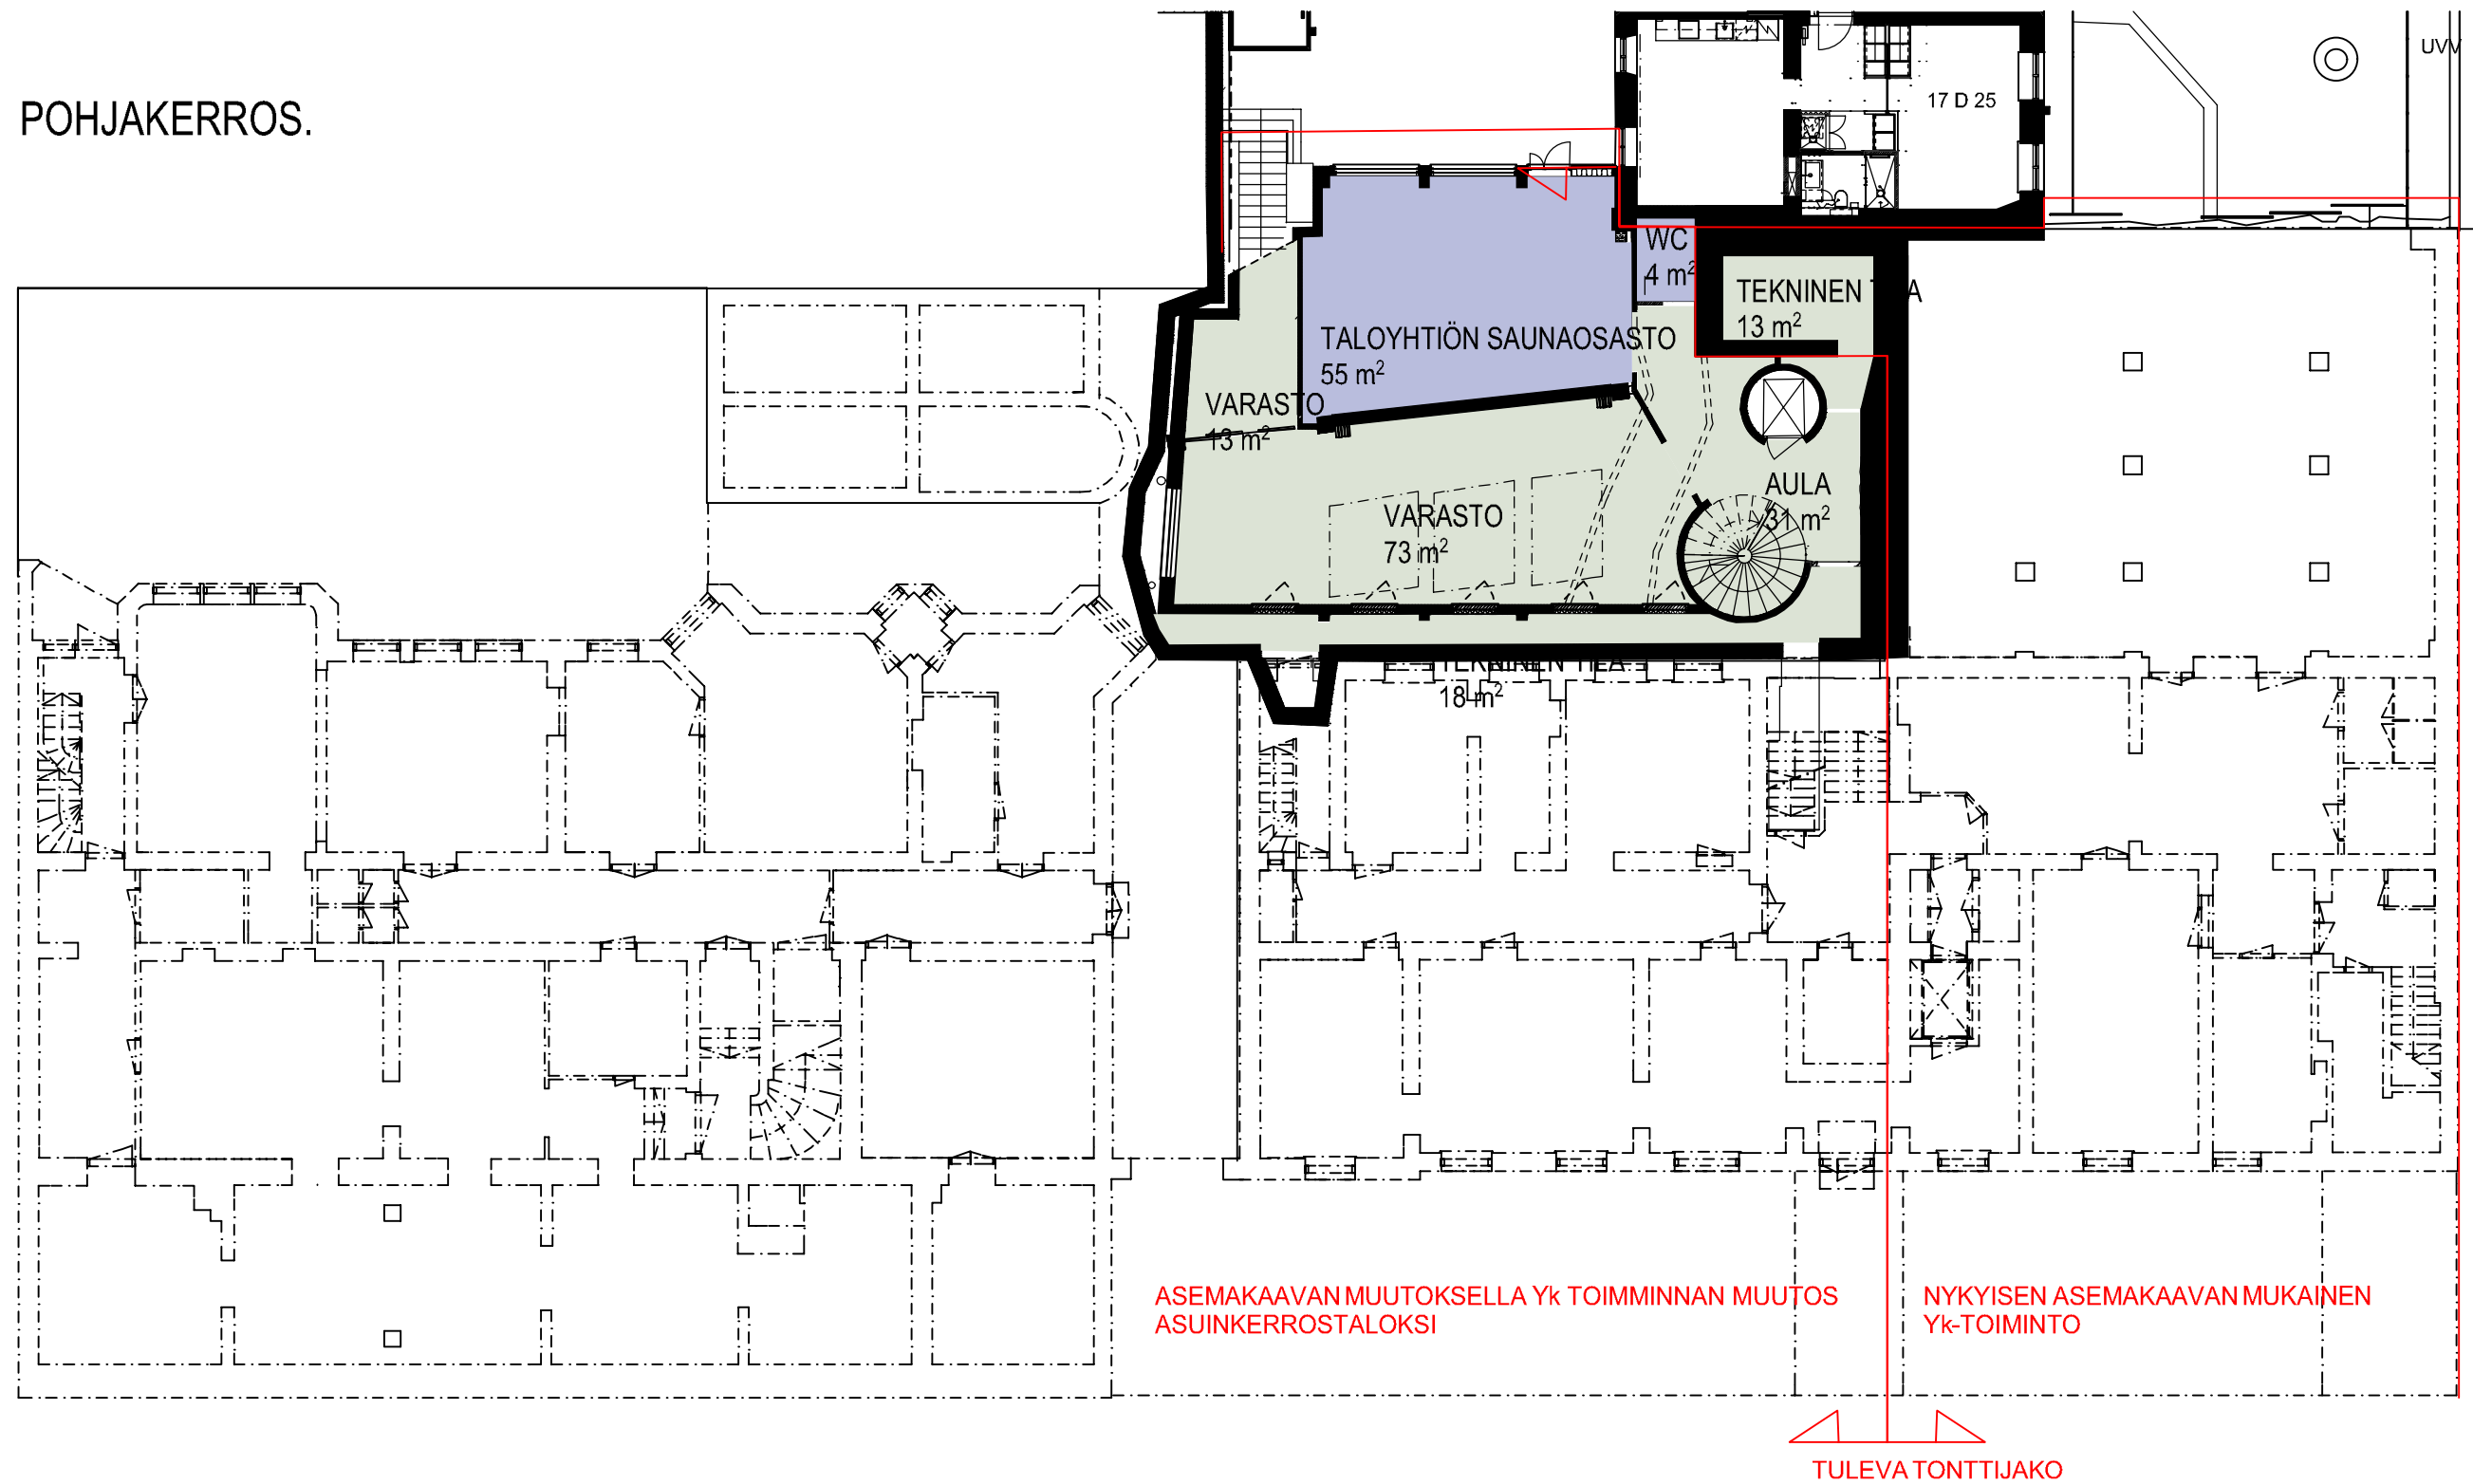 UVV
17 D 25
POHJAKERROS.
WC
4 m²
TEKNINEN
13 m²
TALOYHTIÖN SAUNAOSASTO
55 m²
VARASTO
13 m²
AULA
31 m²
VARASTO
73 m²
TEKNINEN TILA
18 m²
ASEMAKAAVAN MUUTOKSELLA Yk TOIMMINNAN MUUTOS
ASUINKERROSTALOKSI
NYKYISEN ASEMAKAAVAN MUKAINEN
Yk-TOIMINTO
TULEVA TONTTIJAKO